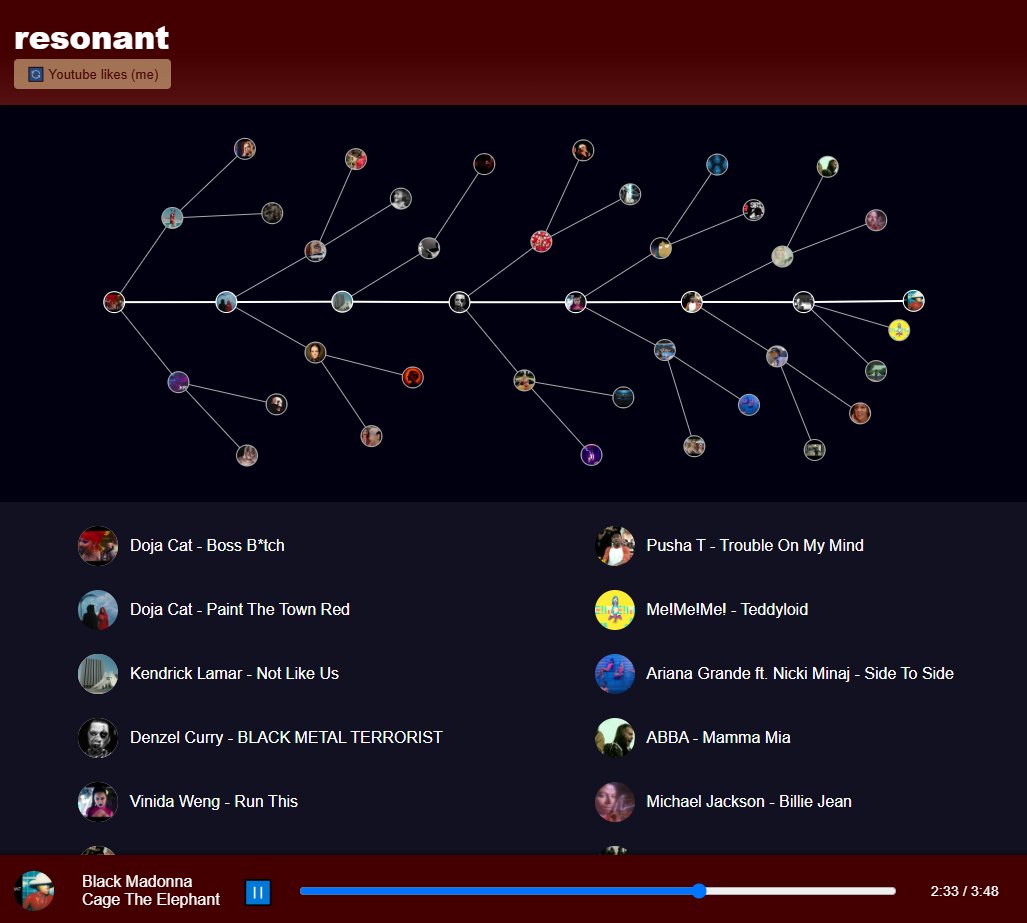 resonant
Youtube likes (me)
Doja Cat - Boss B*tch
Doja Cat - Paint The Town Red
Kendrick Lamar - Not Like Us
Denzel Curry - BLACK METAL TERRORIST
Vinida Weng - Run This
Pusha T - Trouble On My Mind
Me!Me!Me! - Teddyloid
Ariana Grande ft. Nicki Minaj - Side To Side
ABBA - Mamma Mia
Michael Jackson - Billie Jean
Black Madonna
Cage The Elephant
2:33 / 3:48